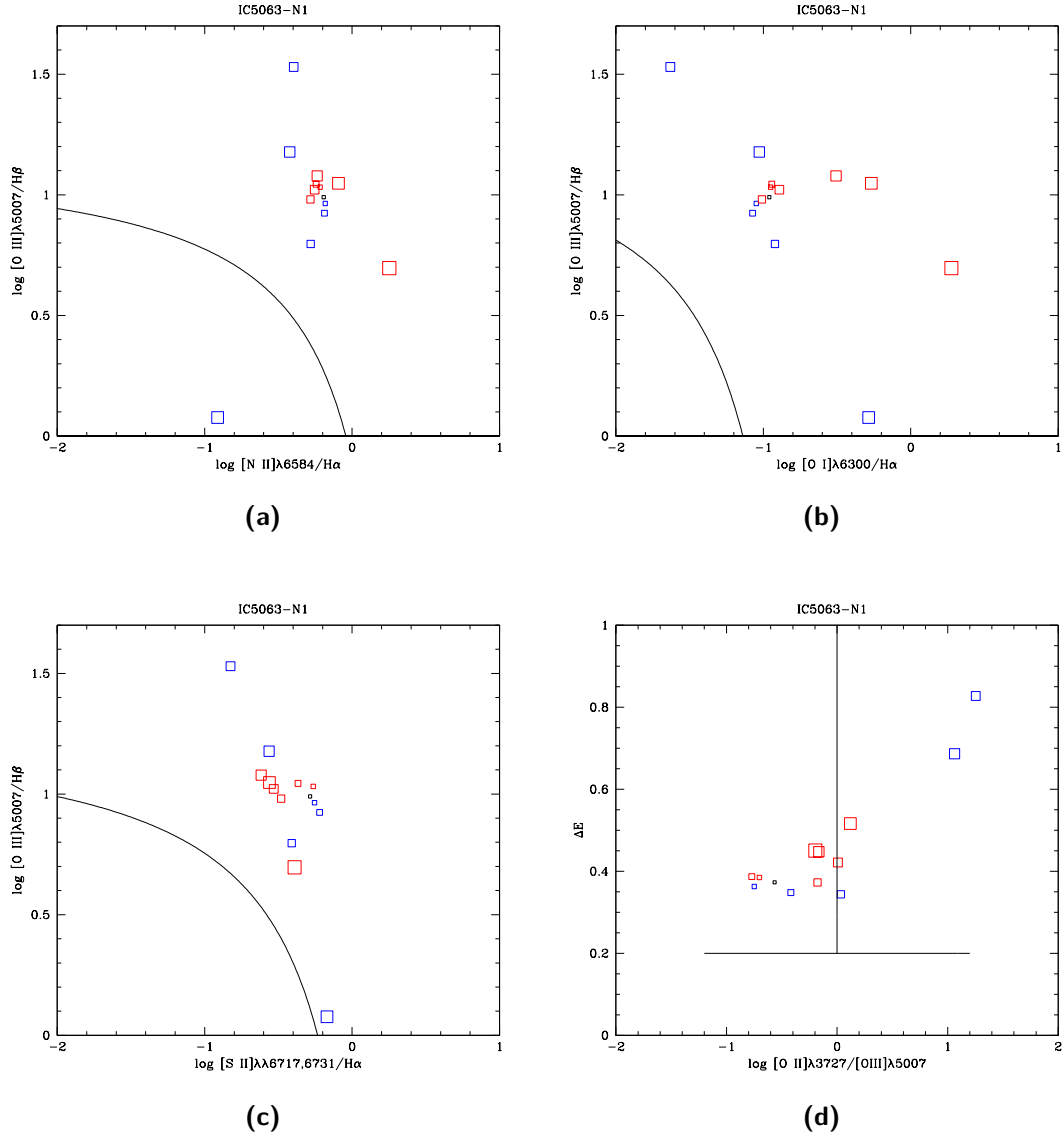 IC5063-N1
IC5063-N1
1.5
1
0.5
0
log [O III]λ5007/Hβ
-2
-1
0
1
log [N II]λ6584/Hα
1.5
1
0.5
0
log [O III]λ5007/Hβ
-2
-1
0
1
log [O I]λ6300/Hα
(a)
(b)
IC5063-N1
IC5063-N1
1.5
1
0.5
0
log [O III]λ5007/Hβ
-2
-1
0
1
log [S II]λλ6717,6731/Hα
1
0.8
0.6
0.4
0.2
0
ΔE
-2
-1
0
1
2
log [O II]λ3727/[OIII]λ5007
(c)
(d)